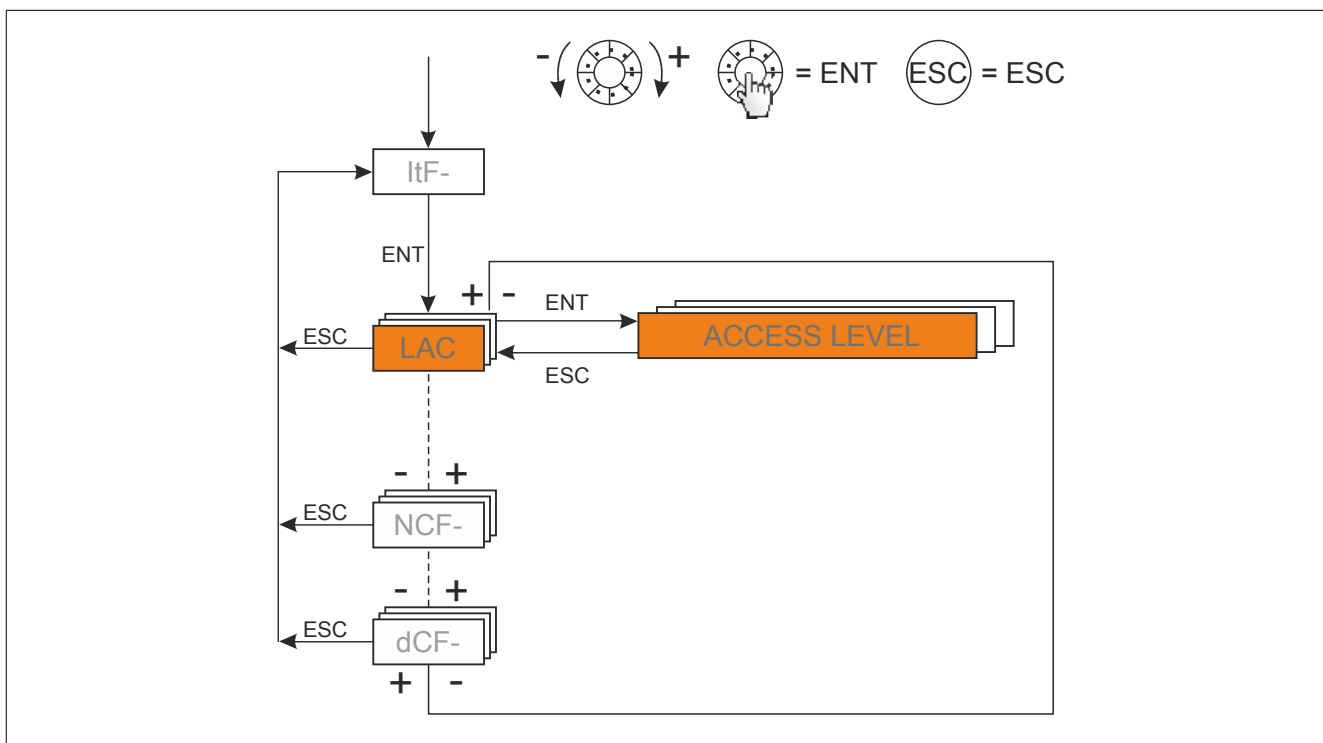 - + = ENT ESC = ESC
ItF-
ENT
+ - ENT
ESC LAC ACCESS LEVEL
ESC
- +
ESC NCF-
- +
ESC dCF-
+ -